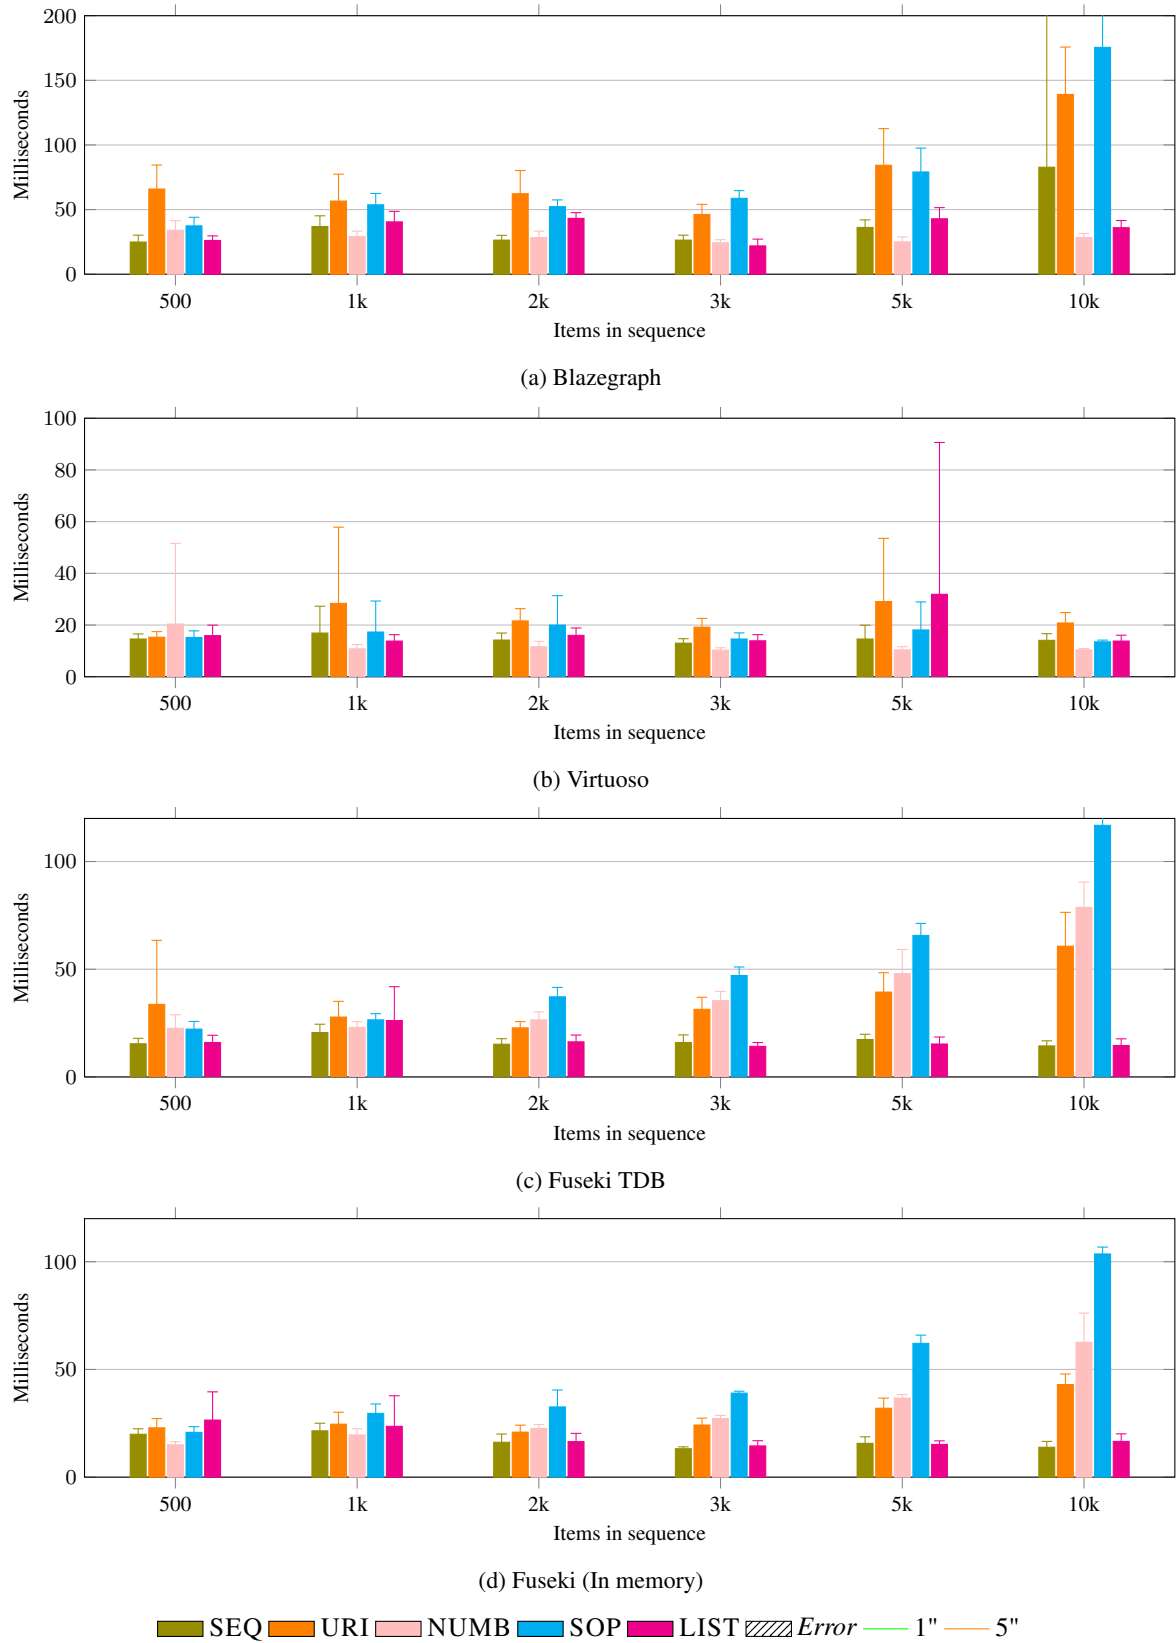 200
150
100
50
0
Milliseconds
500 1k 2k 3k 5k 10k
Items in sequence
(a) Blazegraph
100
80
60
40
20
0
Milliseconds
500 1k 2k 3k 5k 10k
Items in sequence
(b) Virtuoso
100
50
0
Milliseconds
500 1k 2k 3k 5k 10k
Items in sequence
(c) Fuseki TDB
100
50
0
Milliseconds
500 1k 2k 3k 5k 10k
Items in sequence
(d) Fuseki (In memory)
SEQ URI NUMB SOP LIST Error 1" 5"